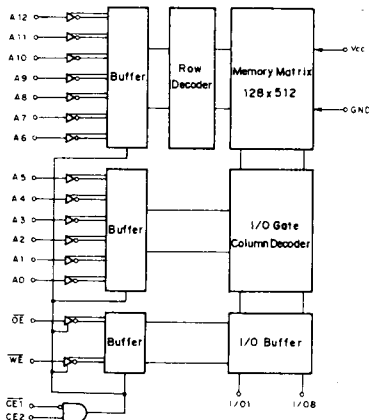 A12
A11
A10
A9
A8
A7
A6
Buffer
Row
Decoder
Memory Matrix
128 x 512
Vcc
GND
A5
A4
A3
A2
A1
A0
Buffer
I/O Gate
Column Decoder
OE
WE
Buffer
I/O Buffer
CE1
CE2
I/O1
I/O8